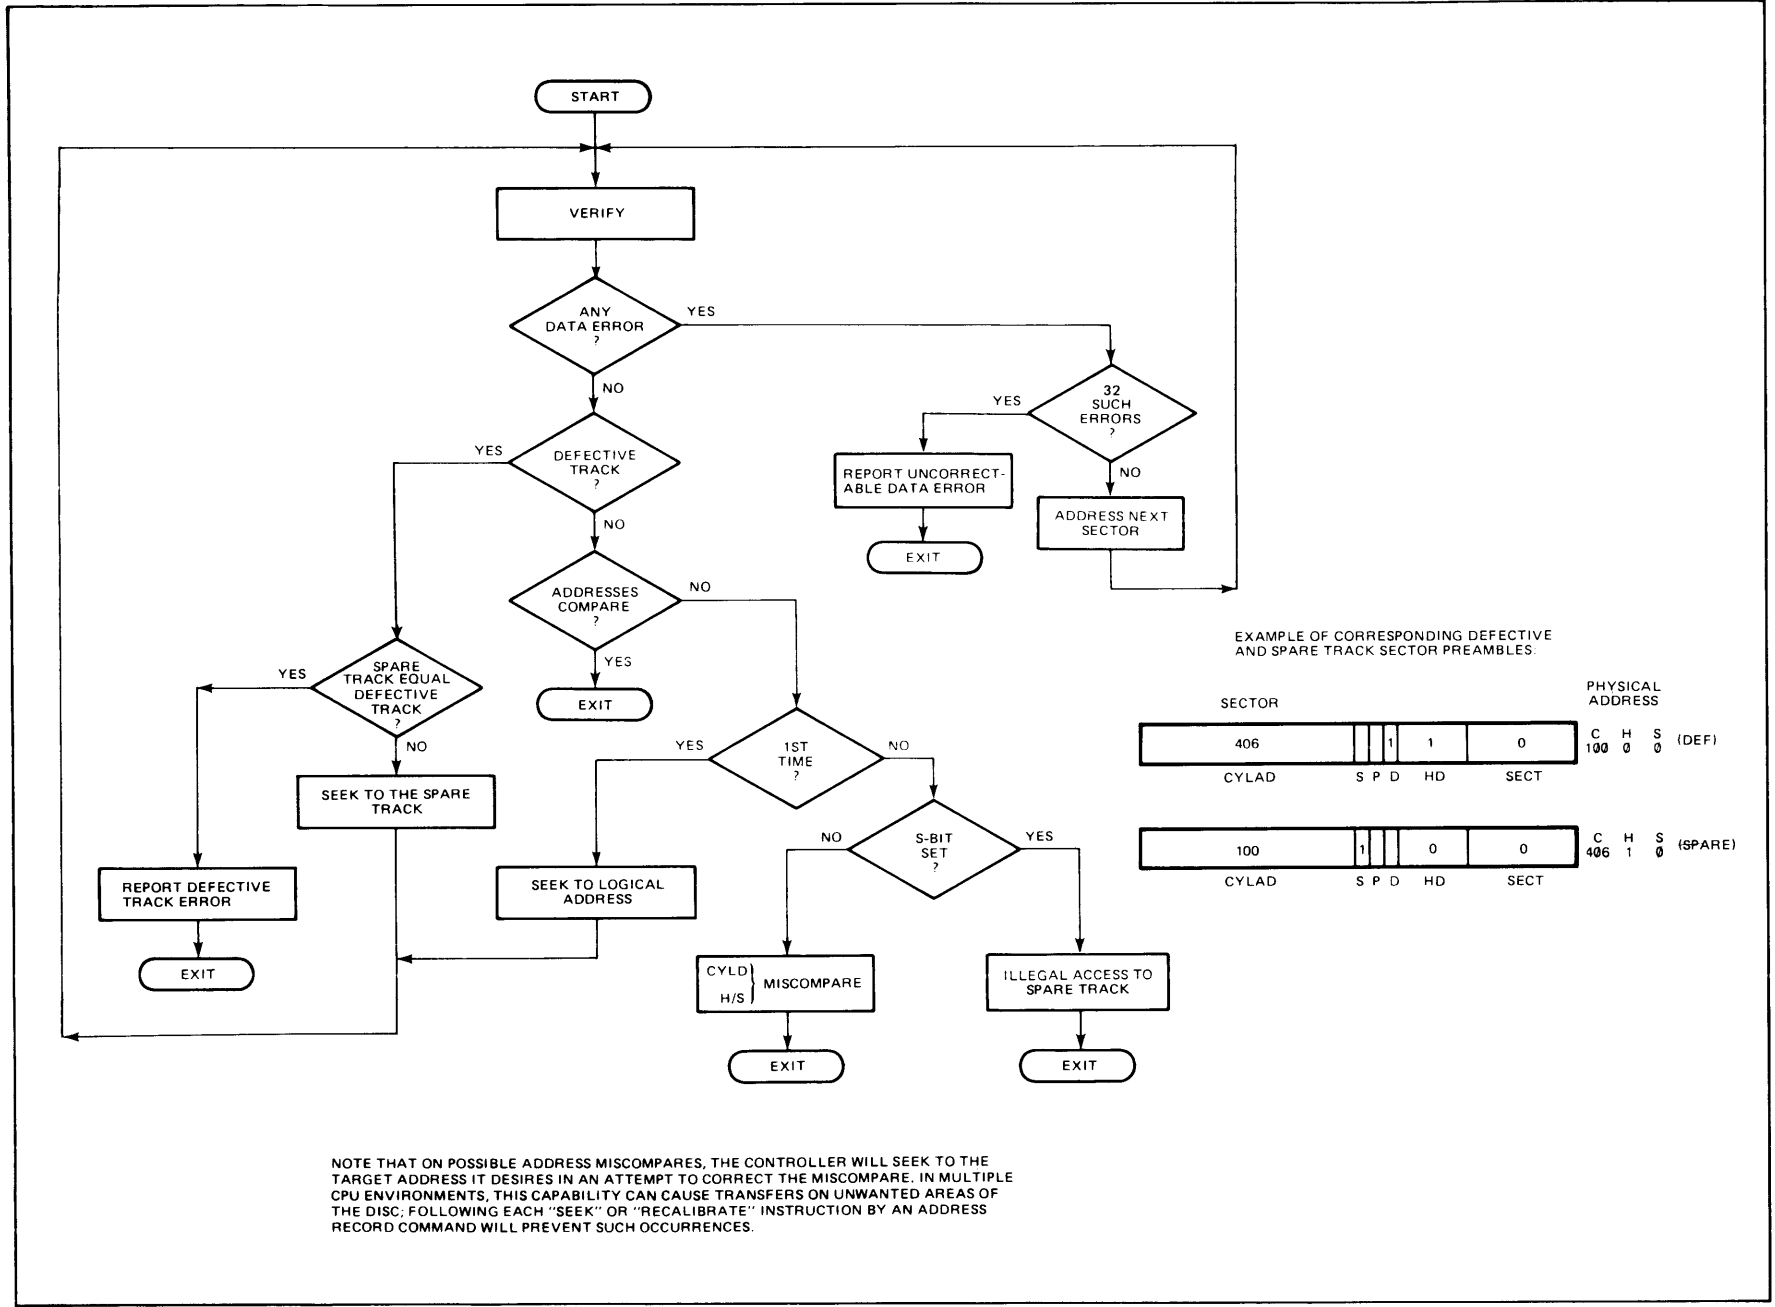 START
VERIFY
ANY
DATA ERROR
?
YES
NO
32
SUCH
ERRORS
?
YES
NO
REPORT UNCORRECT-
ABLE DATA ERROR
EXIT
ADDRESS NEXT
SECTOR
DEFECTIVE
TRACK
?
YES
NO
ADDRESSES
COMPARE
?
NO
YES
EXIT
SPARE
TRACK EQUAL
DEFECTIVE
TRACK
?
YES
NO
SEEK TO THE SPARE
TRACK
REPORT DEFECTIVE
TRACK ERROR
EXIT
1ST
TIME
?
YES
NO
SEEK TO LOGICAL
ADDRESS
S-BIT
SET
?
NO
YES
CYLD
H/S
MISCOMPARE
EXIT
ILLEGAL ACCESS TO
SPARE TRACK
EXIT
EXAMPLE OF CORRESPONDING DEFECTIVE
AND SPARE TRACK SECTOR PREAMBLES:
SECTOR
PHYSICAL
ADDRESS
406 1 1 0
C H S
100 0 0 (DEF)
CYLAD S P D HD SECT
100 1 0 0
C H S
406 1 0 (SPARE)
CYLAD S P D HD SECT
NOTE THAT ON POSSIBLE ADDRESS MISCOMPARES, THE CONTROLLER WILL SEEK TO THE
TARGET ADDRESS IT DESIRES IN AN ATTEMPT TO CORRECT THE MISCOMPARE. IN MULTIPLE
CPU ENVIRONMENTS, THIS CAPABILITY CAN CAUSE TRANSFERS ON UNWANTED AREAS OF
THE DISC; FOLLOWING EACH "SEEK" OR "RECALIBRATE" INSTRUCTION BY AN ADDRESS
RECORD COMMAND WILL PREVENT SUCH OCCURRENCES.